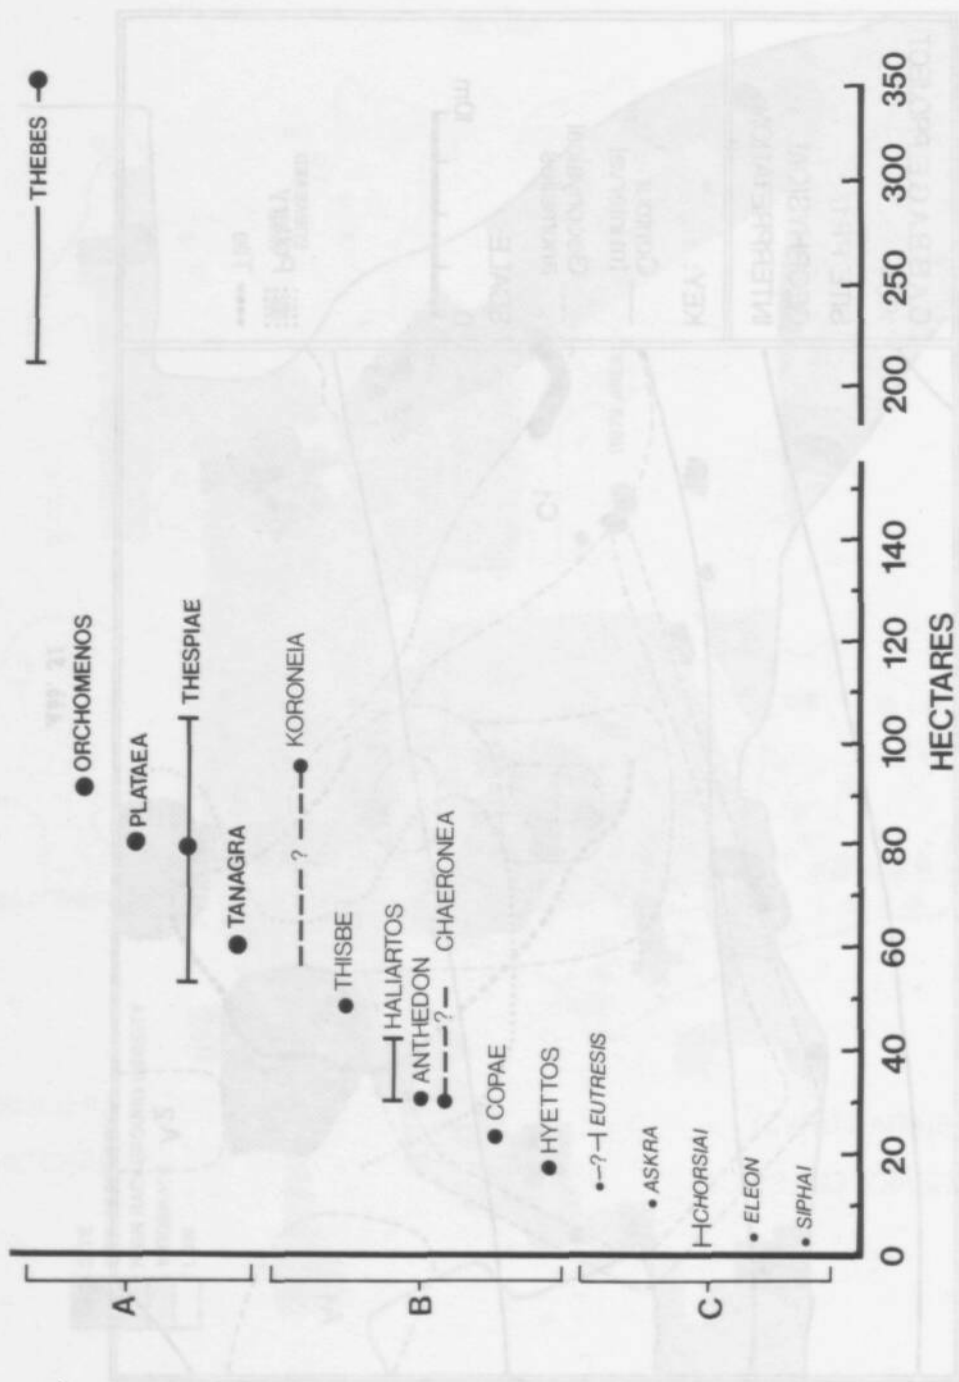 A
THEBES
ORCHOMENOS
PLATAEA
THESPIAE
TANAGRA
B
? KORONEIA
THISBE
HALIARTOS
ANTHEDON
? CHAERONEA
COPAE
HYETTOS
C
? EUTRESIS
ASKRA
CHORSIAI
ELEON
SIPHAI
0 20 40 60 80 100 120 140 200 250 300 350
HECTARES